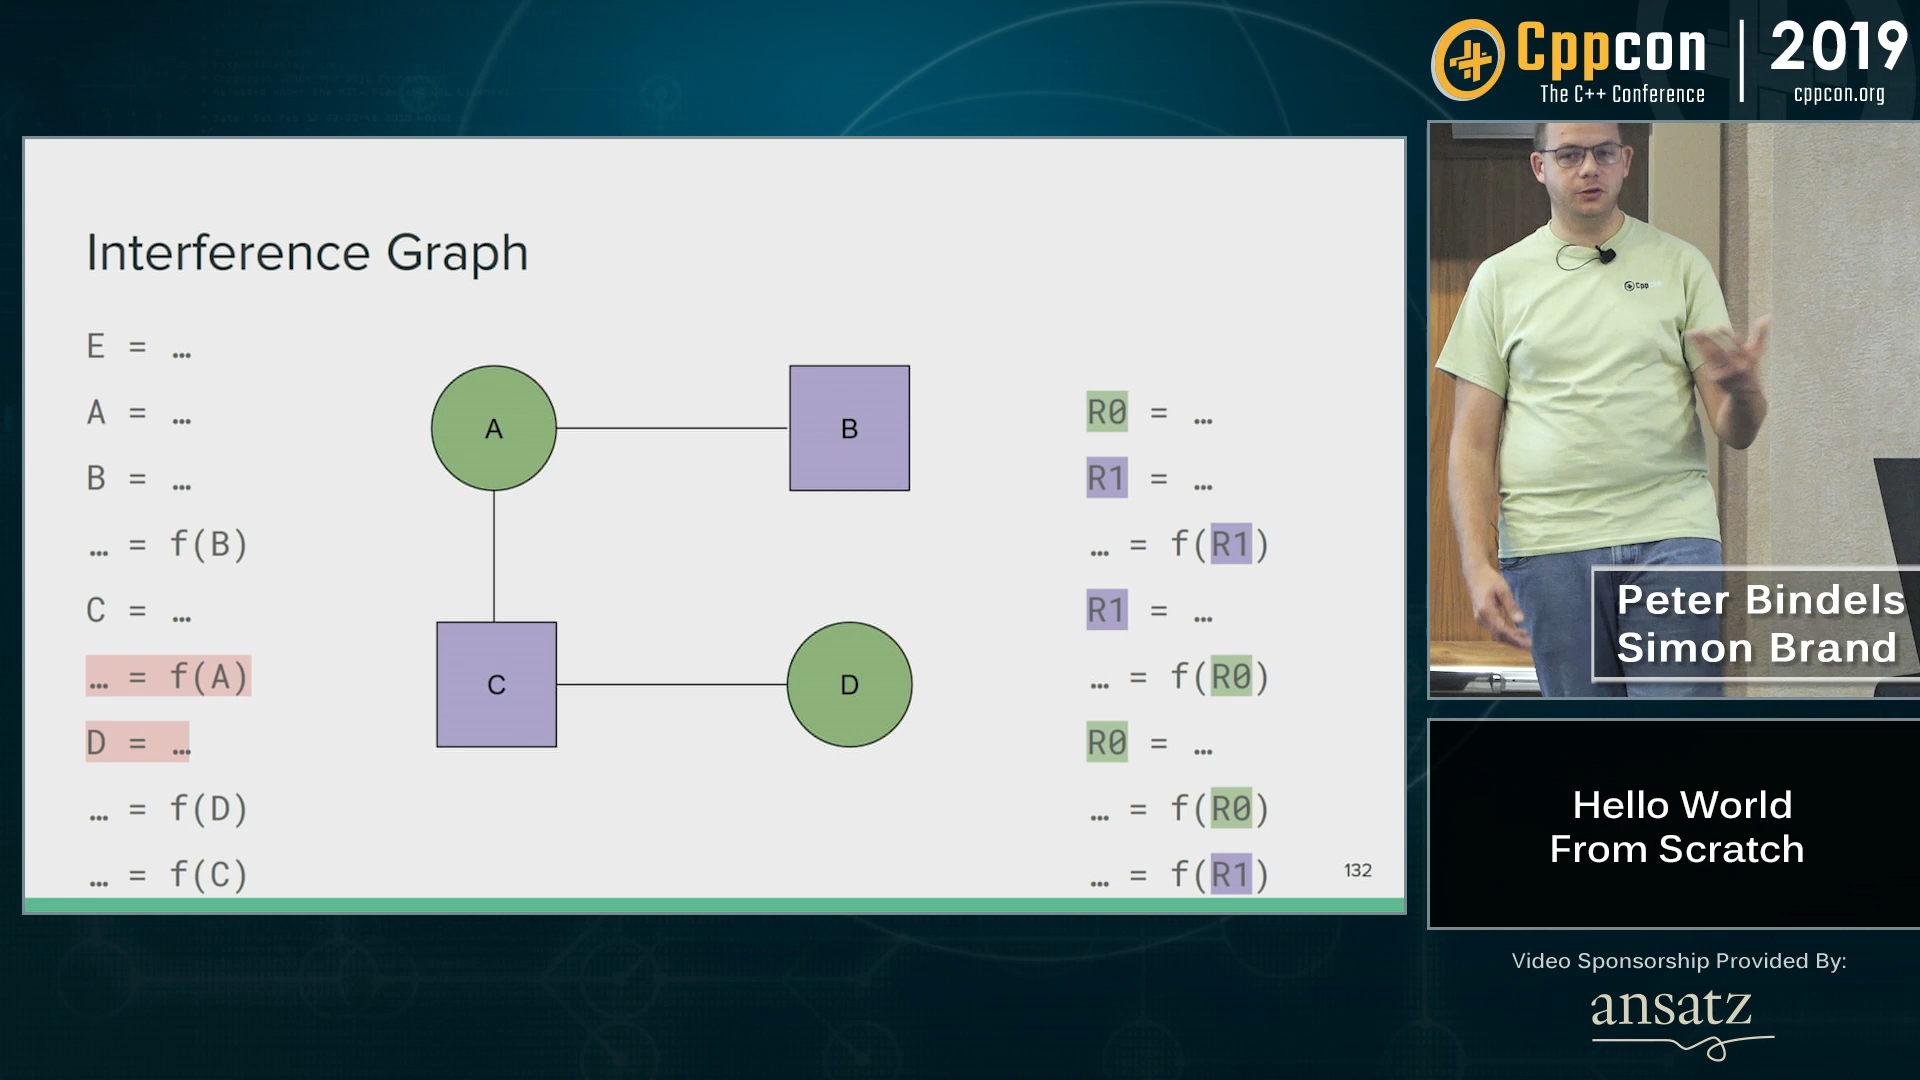 Cppcon
The C++ Conference
2019
cppcon.org
Interference Graph
E = …
A = …
B = …
… = f(B)
C = …
… = f(A)
D = …
… = f(D)
… = f(C)
A
B
C
D
R0 = …
R1 = …
… = f(R1)
R1 = …
… = f(R0)
R0 = …
… = f(R0)
… = f(R1)
132
Peter Bindels
Simon Brand
Hello World
From Scratch
Video Sponsorship Provided By:
ansatz